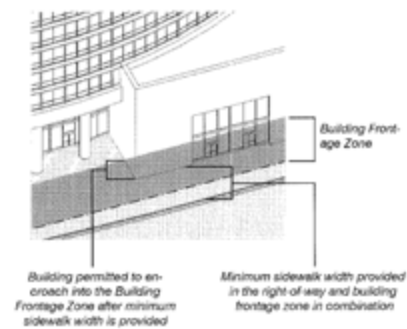 Building Front-
age Zone
Building permitted to en-
croach into the Building
Frontage Zone after minimum
sidewalk width is provided
Minimum sidewalk width provided
in the right-of-way and building
frontage zone in combination